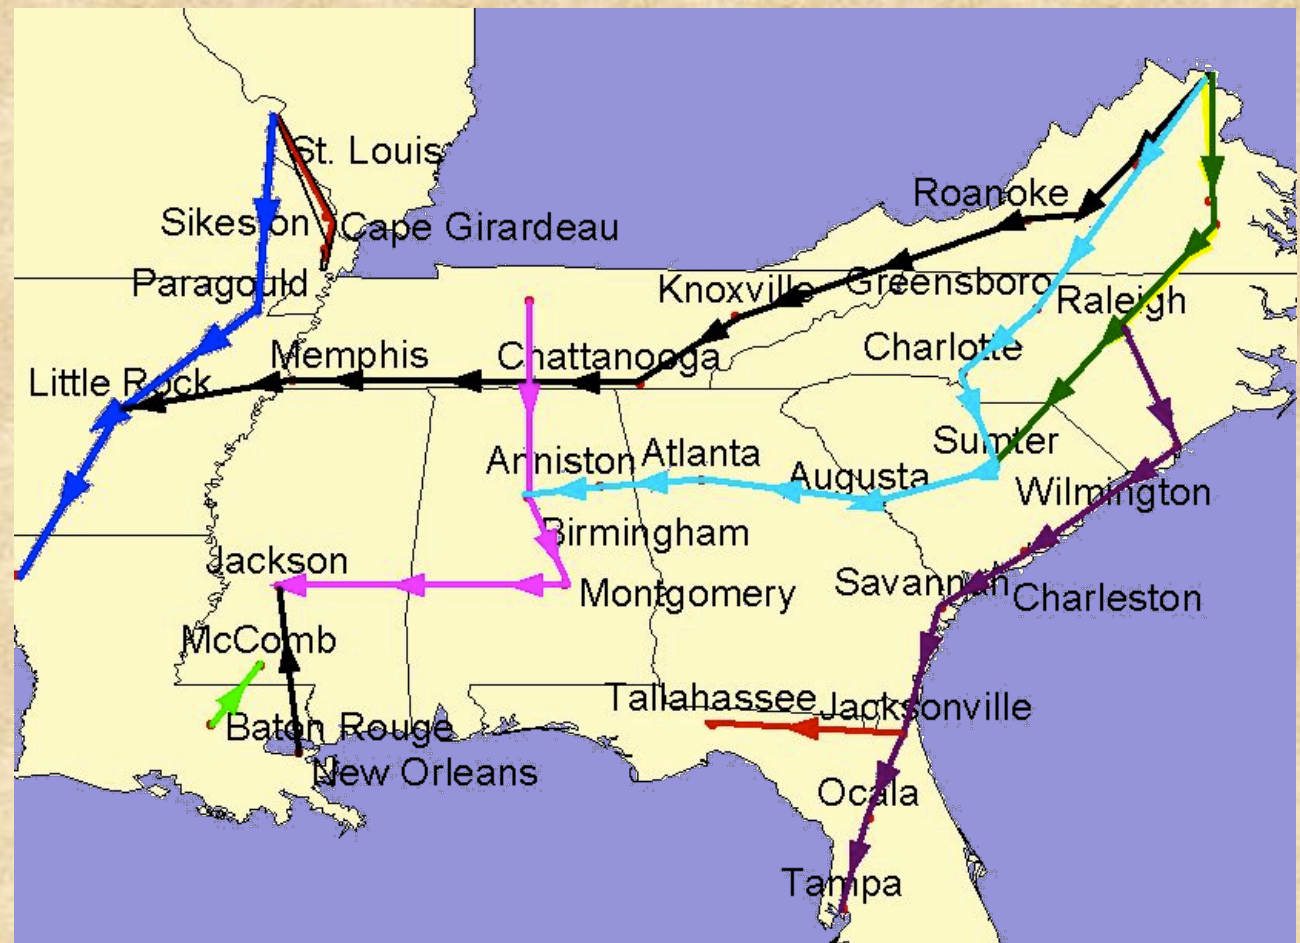 St. Louis
Roanoke
Sikeston
Cape Girardeau
Paragould
Knoxville
Greensboro
Raleigh
Memphis
Chattanooga
Charlotte
Little Rock
Anniston
Atlanta
Augusta
Sumter
Wilmington
Birmingham
Jackson
Montgomery
Savannah
Charleston
McComb
Tallahassee
Jacksonville
Baton Rouge
New Orleans
Ocala
Tampa